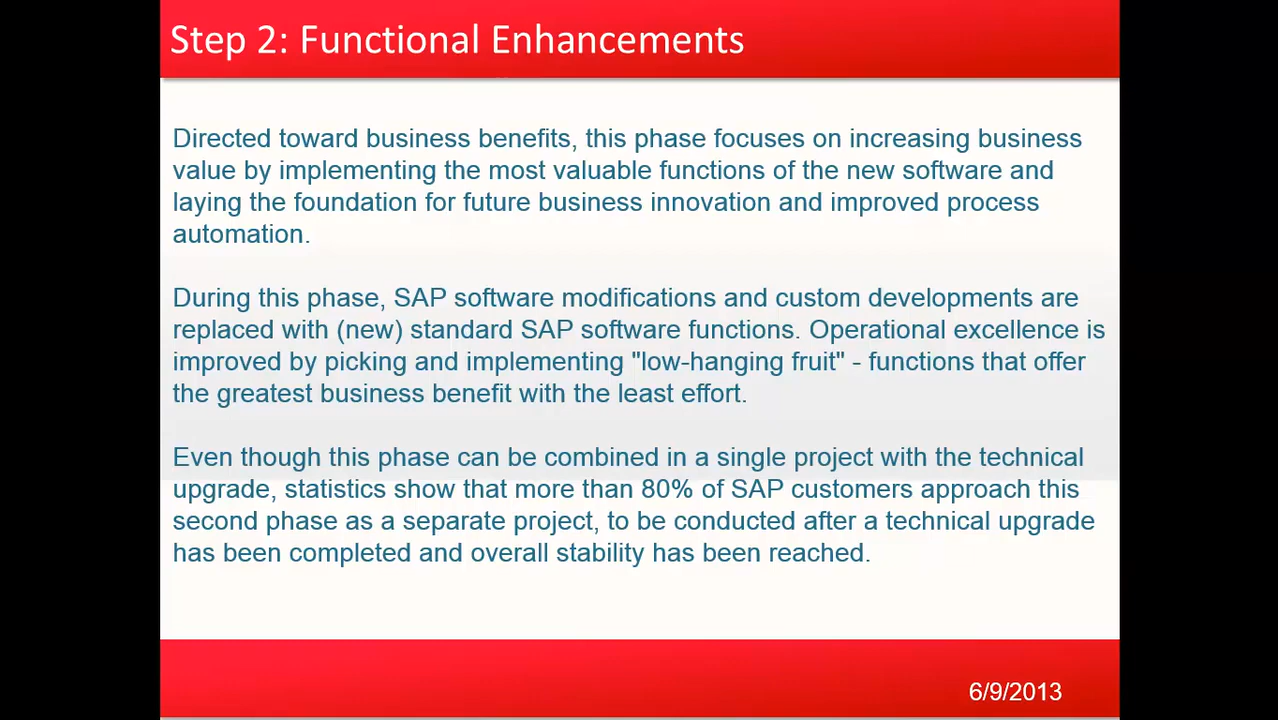 Step 2: Functional Enhancements
Directed toward business benefits, this phase focuses on increasing business
value by implementing the most valuable functions of the new software and
laying the foundation for future business innovation and improved process
automation.
During this phase, SAP software modifications and custom developments are
replaced with (new) standard SAP software functions. Operational excellence is
improved by picking and implementing "low-hanging fruit" - functions that offer
the greatest business benefit with the least effort.
Even though this phase can be combined in a single project with the technical
upgrade, statistics show that more than 80% of SAP customers approach this
second phase as a separate project, to be conducted after a technical upgrade
has been completed and overall stability has been reached.
6/9/2013